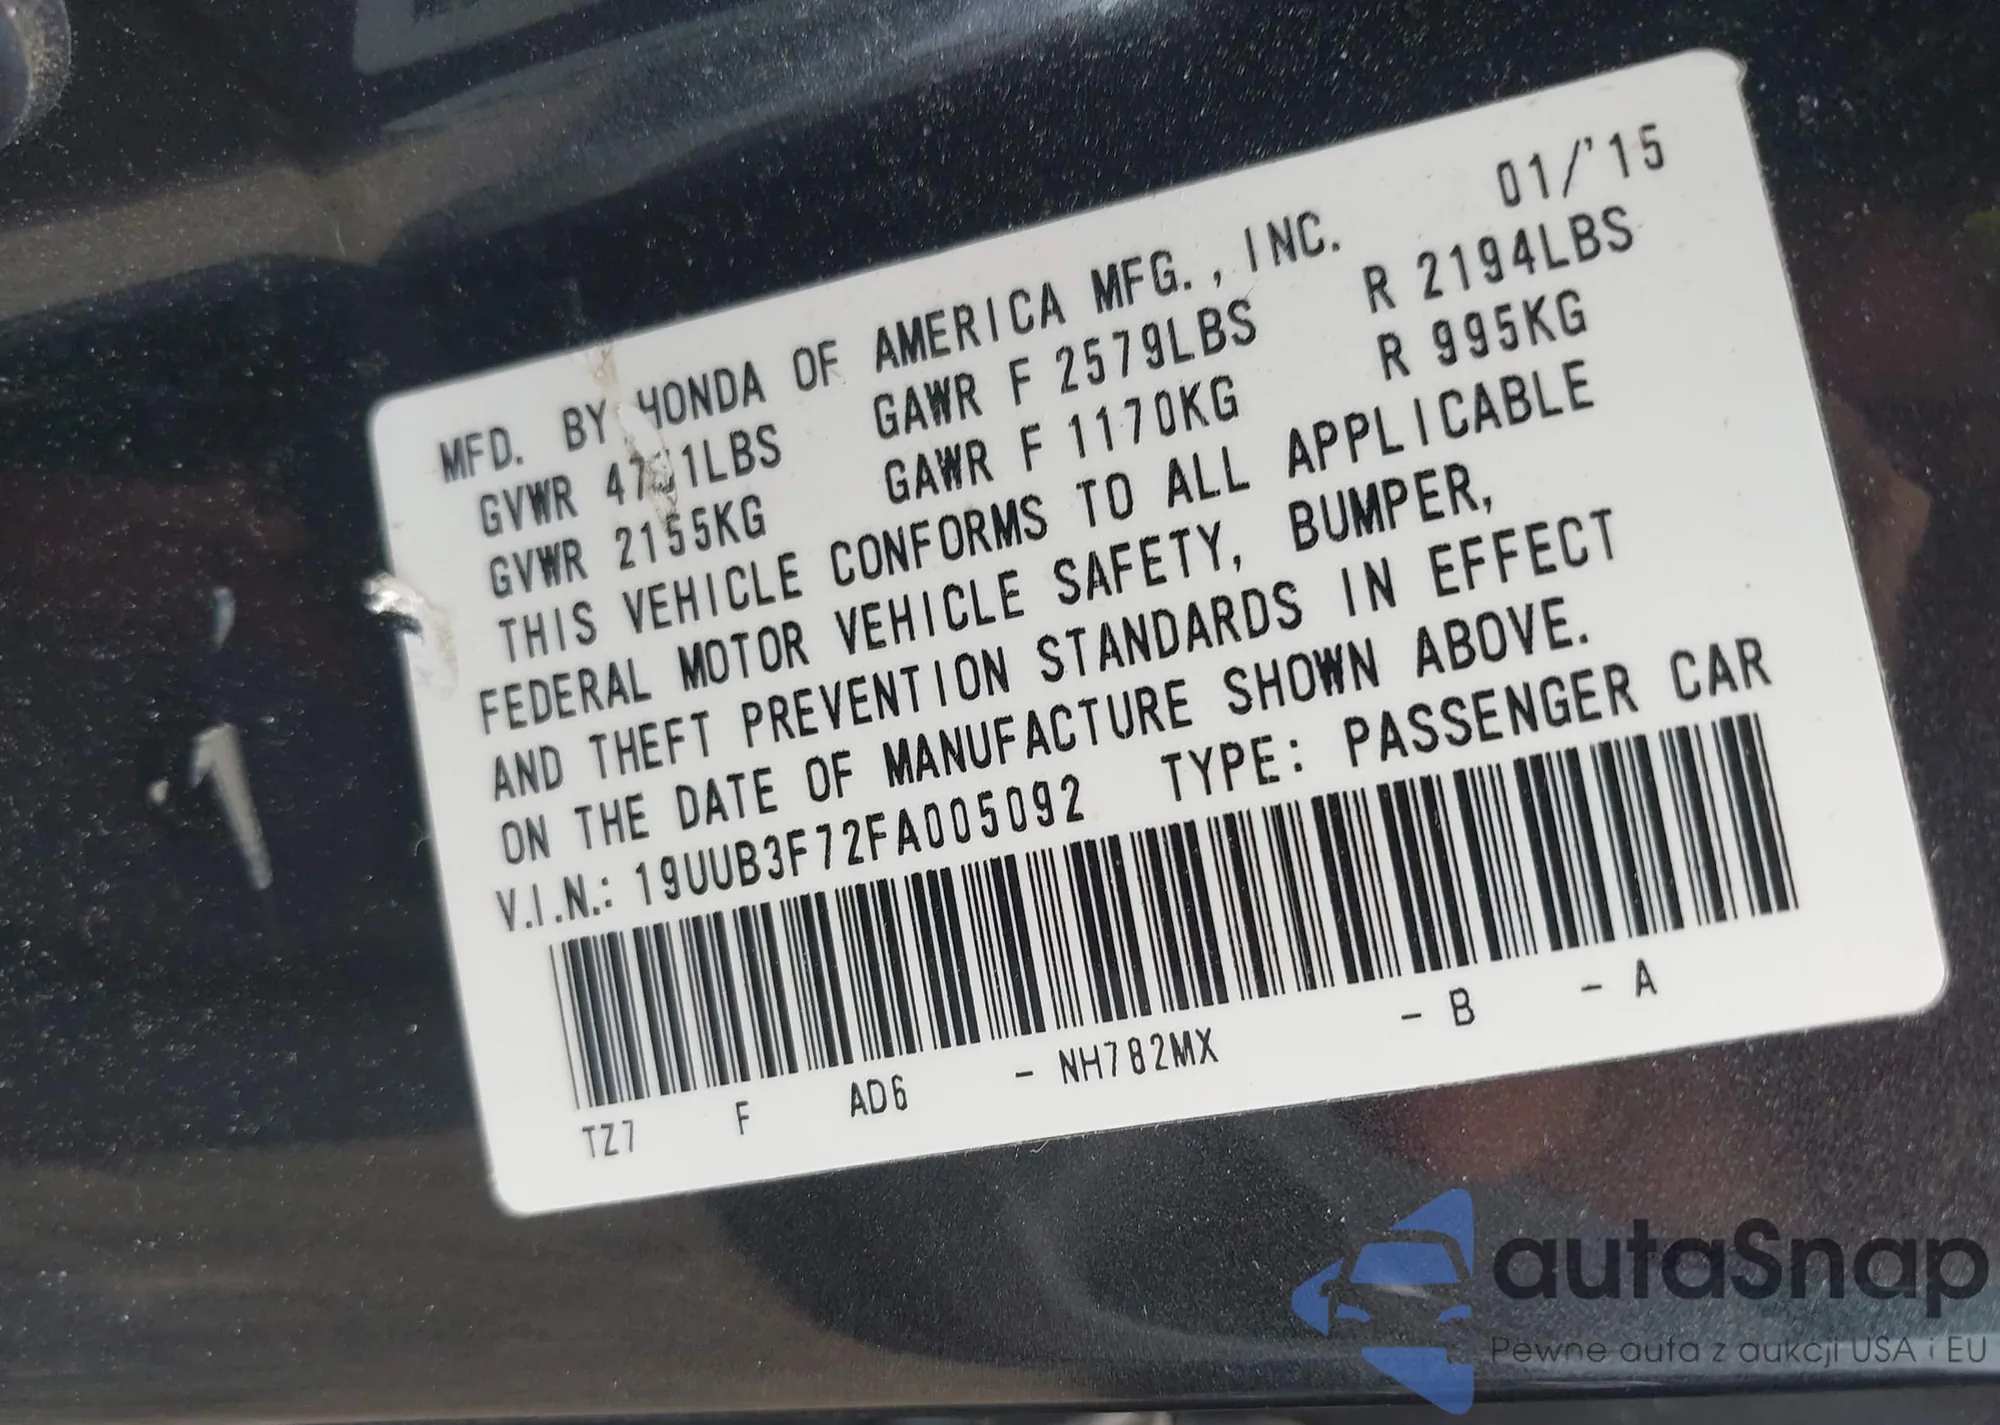 01/'15
MFD. BY HONDA OF AMERICA MFG., INC.
GVWR LBS GAWR F 2579LBS R 2194LBS
GVWR 2155KG GAWR F 1170KG R 995KG
THIS VEHICLE CONFORMS TO ALL APPLICABLE
FEDERAL MOTOR VEHICLE SAFETY, BUMPER,
AND THEFT PREVENTION STANDARDS IN EFFECT
ON THE DATE OF MANUFACTURE SHOWN ABOVE.
V.I.N.: 19UUB3F72FA005092 TYPE: PASSENGER CAR
TZ7 F AD6 - NH782MX - B - A
autaSnap
Pewne auta z aukcji USA i EU